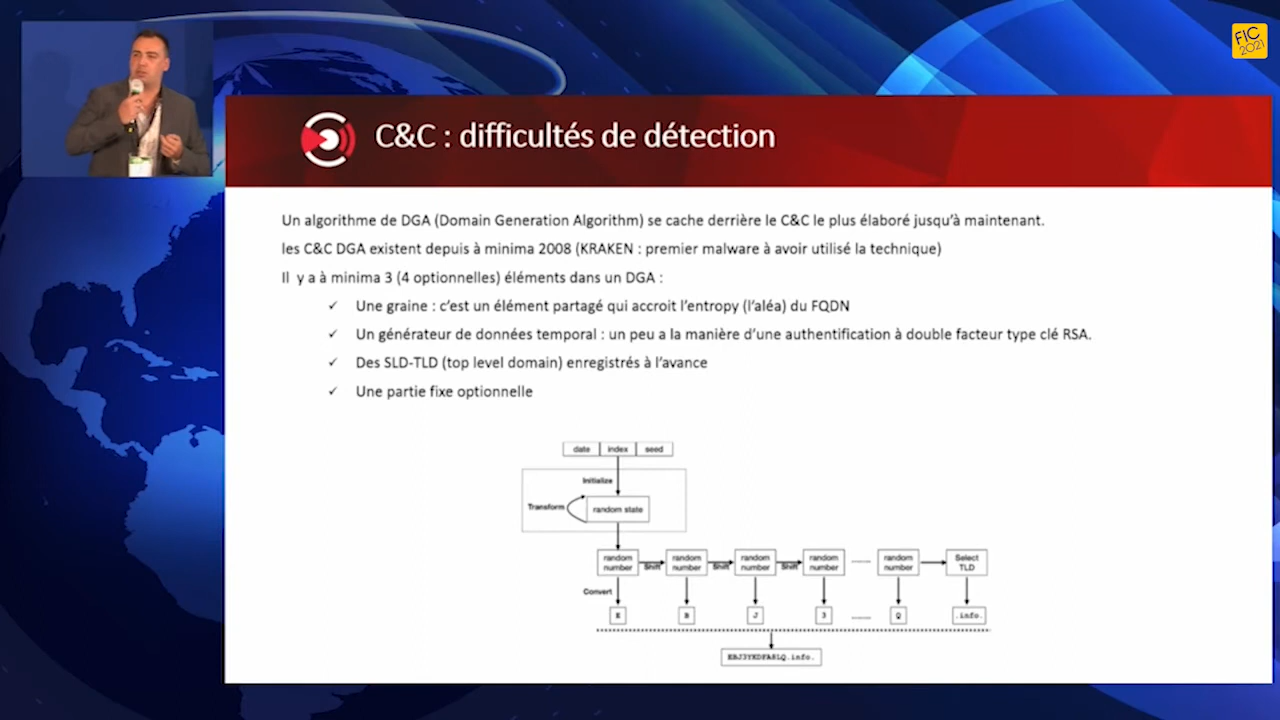 FIC
2021
C&C : difficultés de détection
Un algorithme de DGA (Domain Generation Algorithm) se cache derrière le C&C le plus élaboré jusqu'à maintenant.
les C&C DGA existent depuis à minima 2008 (KRAKEN : premier malware à avoir utilisé la technique)
Il y a à minima 3 (4 optionnelles) éléments dans un DGA :
✓ Une graine : c'est un élément partagé qui accroit l'entropy (l'aléa) du FQDN
✓ Un générateur de données temporal : un peu a la manière d'une authentification à double facteur type clé RSA.
✓ Des SLD-TLD (top level domain) enregistrés à l'avance
✓ Une partie fixe optionnelle
date index seed
Initialize
Transform random state
random number Shift random number Shift random number Shift random number ...... random number Select TLD
Convert
E B J 3 ...... Q .info.